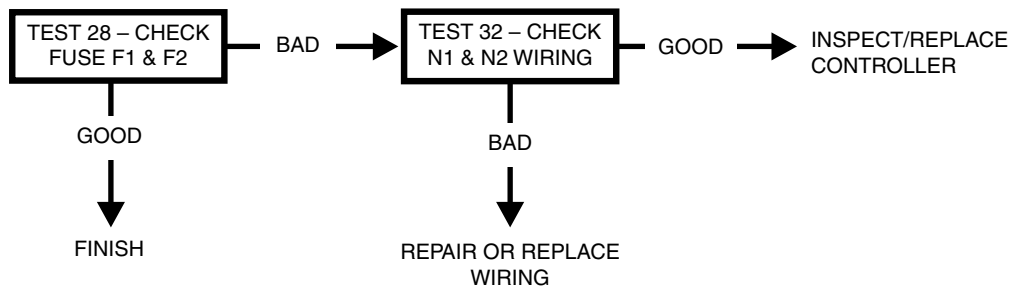 TEST 28 – CHECK
FUSE F1 & F2
BAD
TEST 32 – CHECK
N1 & N2 WIRING
GOOD
INSPECT/REPLACE
CONTROLLER
GOOD
BAD
FINISH
REPAIR OR REPLACE
WIRING